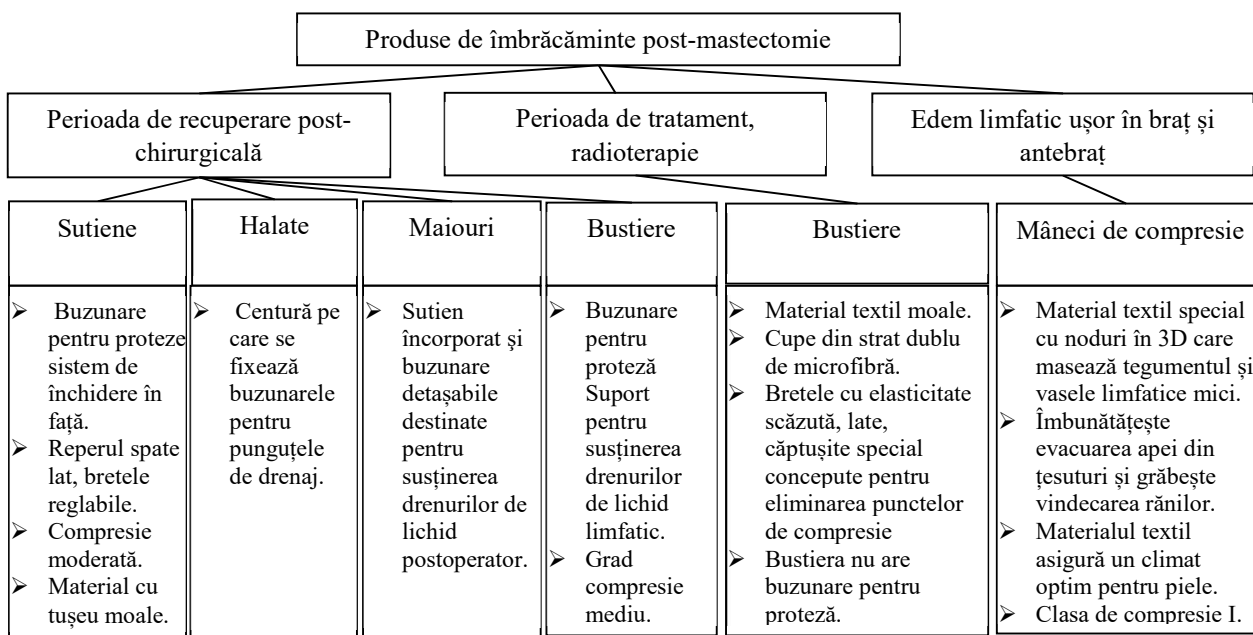 Produse de îmbrăcăminte post-mastectomie
Perioada de recuperare post-
chirurgicală
Perioada de tratament,
radioterapie
Edem limfatic ușor în braț și
antebraț
Sutiene
Halate
Maiouri
Bustiere
Bustiere
Mâneci de compresie
➢ Buzunare
pentru proteze
sistem de
închidere în
față.
➢ Reperul spate
lat, bretele
reglabile.
➢ Compresie
moderată.
➢ Material cu
tușeu moale.
➢ Centură pe
care se
fixează
buzunarele
pentru
punguțele
de drenaj.
➢ Sutien
încorporat și
buzunare
detașabile
destinate
pentru
susținerea
drenurilor de
lichid
postoperator.
➢ Buzunare
pentru
proteză
Suport
pentru
susținerea
drenurilor
de lichid
limfatic.
➢ Grad
compresie
mediu.
➢ Material textil moale.
➢ Cupe din strat dublu
de microfibră.
➢ Bretele cu elasticitate
scăzută, late,
căptușite special
concepute pentru
eliminarea punctelor
de compresie
➢ Bustiera nu are
buzunare pentru
proteză.
➢ Material textil special
cu noduri în 3D care
masează tegumentul și
vasele limfatice mici.
➢ Îmbunătățește
evacuarea apei din
țesuturi și grăbește
vindecarea rănilor.
➢ Materialul textil
asigură un climat
optim pentru piele.
➢ Clasa de compresie I.